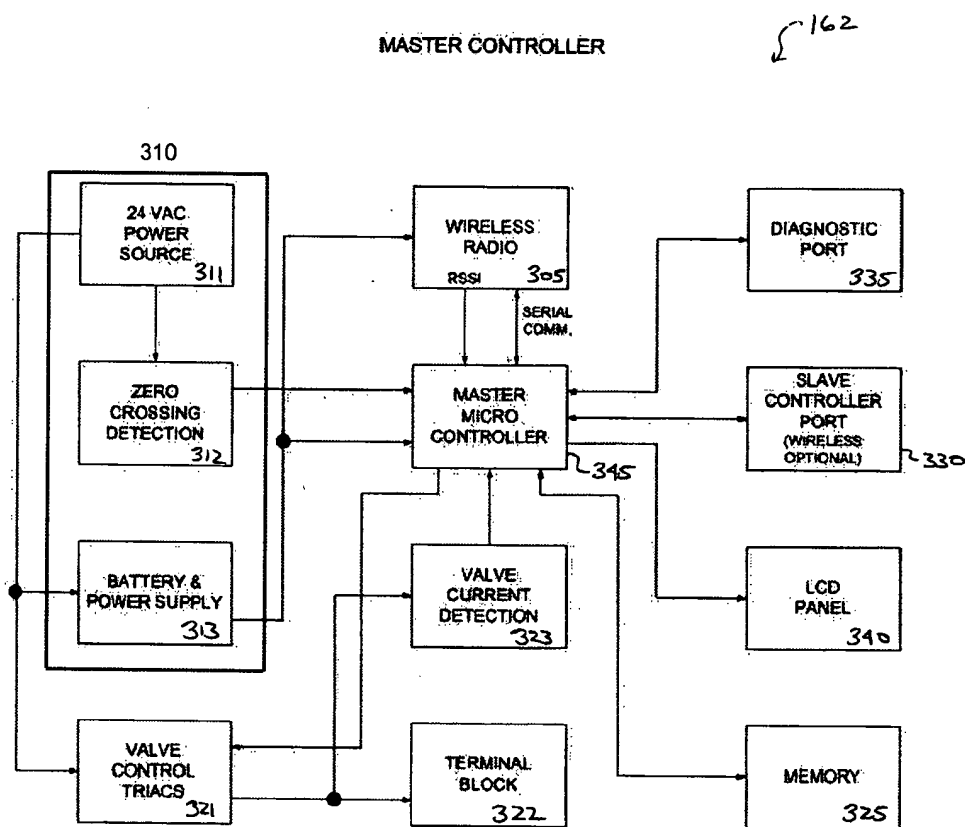 MASTER CONTROLLER
162
310
24 VAC
POWER
SOURCE
311
WIRELESS
RADIO
RSSI
305
DIAGNOSTIC
PORT
335
SERIAL
COMM.
ZERO
CROSSING
DETECTION
312
MASTER
MICRO
CONTROLLER
345
SLAVE
CONTROLLER
PORT
(WIRELESS
OPTIONAL)
330
BATTERY &
POWER SUPPLY
313
VALVE
CURRENT
DETECTION
323
LCD
PANEL
340
VALVE
CONTROL
TRIACS
321
TERMINAL
BLOCK
322
MEMORY
325